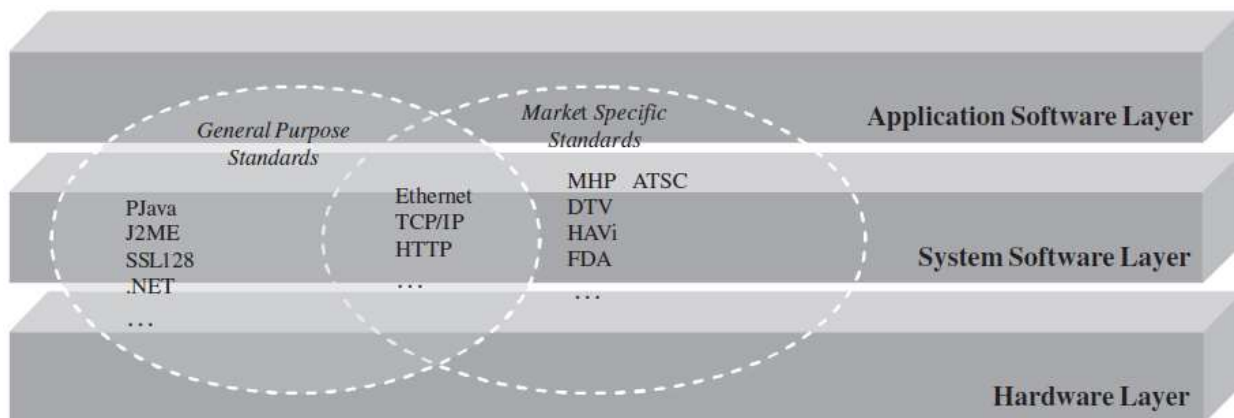 Application Software Layer
General Purpose
Standards
Market Specific
Standards
PJava
J2ME
SSL128
.NET
...
Ethernet
TCP/IP
HTTP
...
MHP ATSC
DTV
HAVi
FDA
...
System Software Layer
Hardware Layer